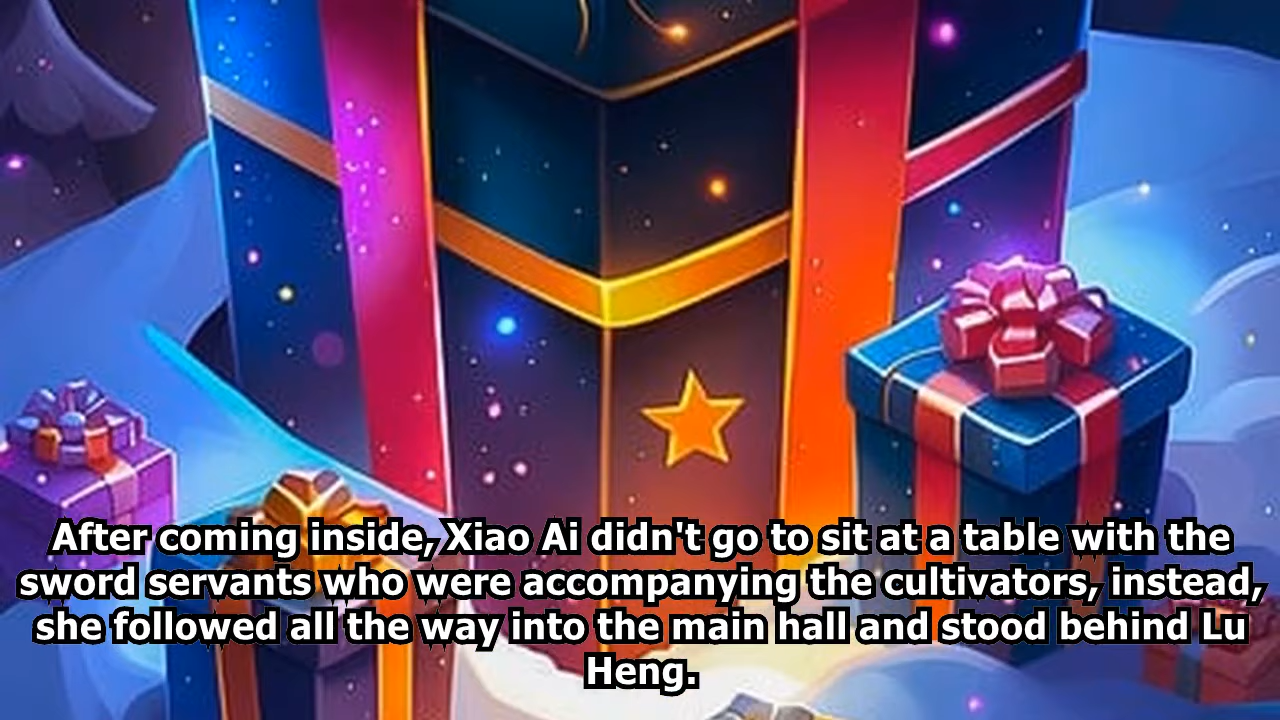 After coming inside, Xiao Ai didn't go to sit at a table with the
sword servants who were accompanying the cultivators, instead,
she followed all the way into the main hall and stood behind Lu
Heng.